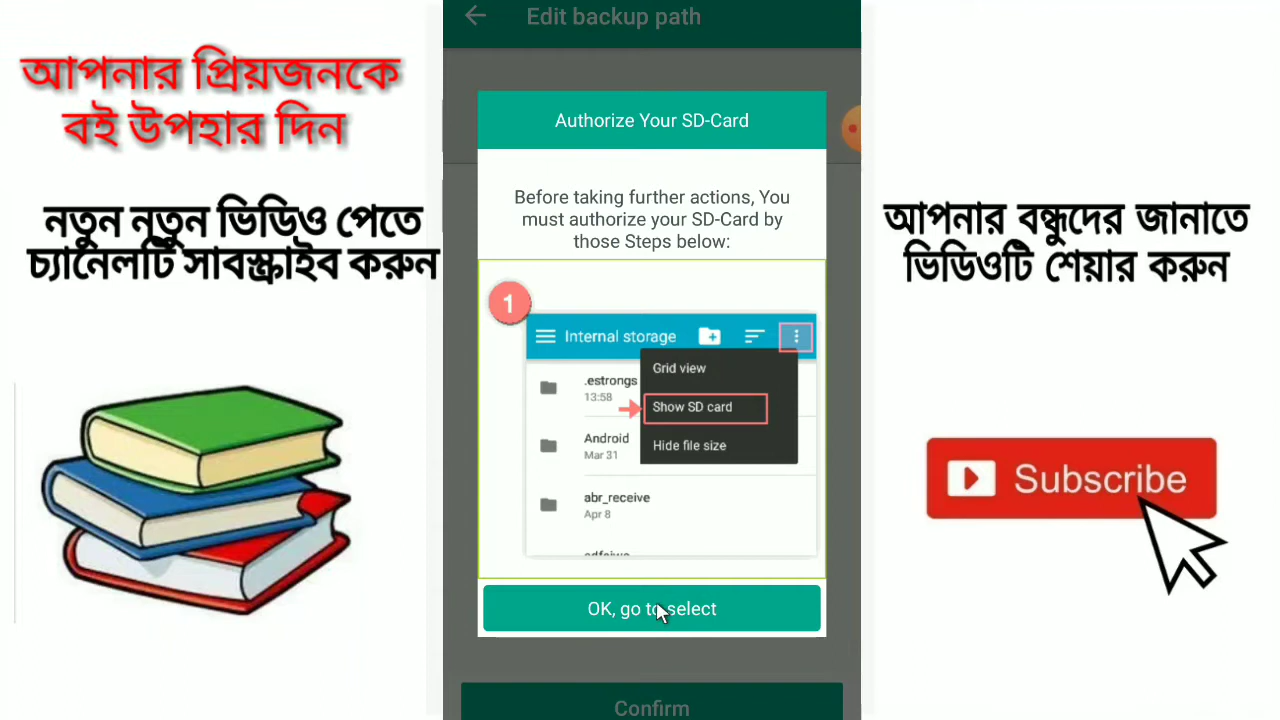 আপনার প্রিয়জনকে
বই উপহার দিন
নতুন নতুন ভিডিও পেতে
চ্যানেলটি সাবস্ক্রাইব করুন
Edit backup path
Authorize Your SD-Card
Before taking further actions, You
must authorize your SD-Card by
those Steps below:
1
Internal storage
Grid view
.estrongs
13:58
Show SD card
Android
Mar 31
Hide file size
abr_receive
Apr 8
OK, go to select
Confirm
আপনার বন্ধুদের জানাতে
ভিডিওটি শেয়ার করুন
Subscribe